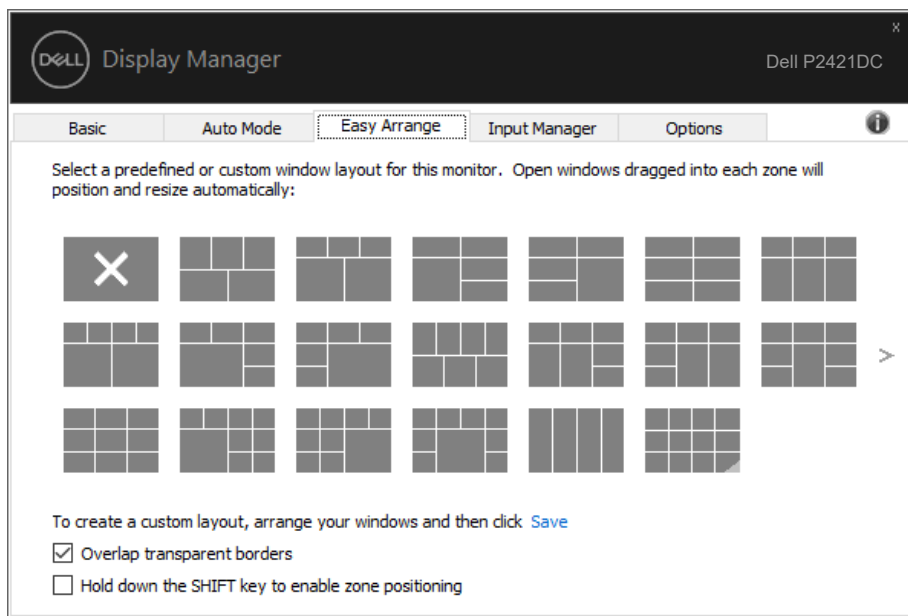 x
DELL Display Manager
Dell P2421DC
Basic Auto Mode Easy Arrange Input Manager Options
Select a predefined or custom window layout for this monitor. Open windows dragged into each zone will
position and resize automatically:
>
To create a custom layout, arrange your windows and then click Save
Overlap transparent borders
Hold down the SHIFT key to enable zone positioning